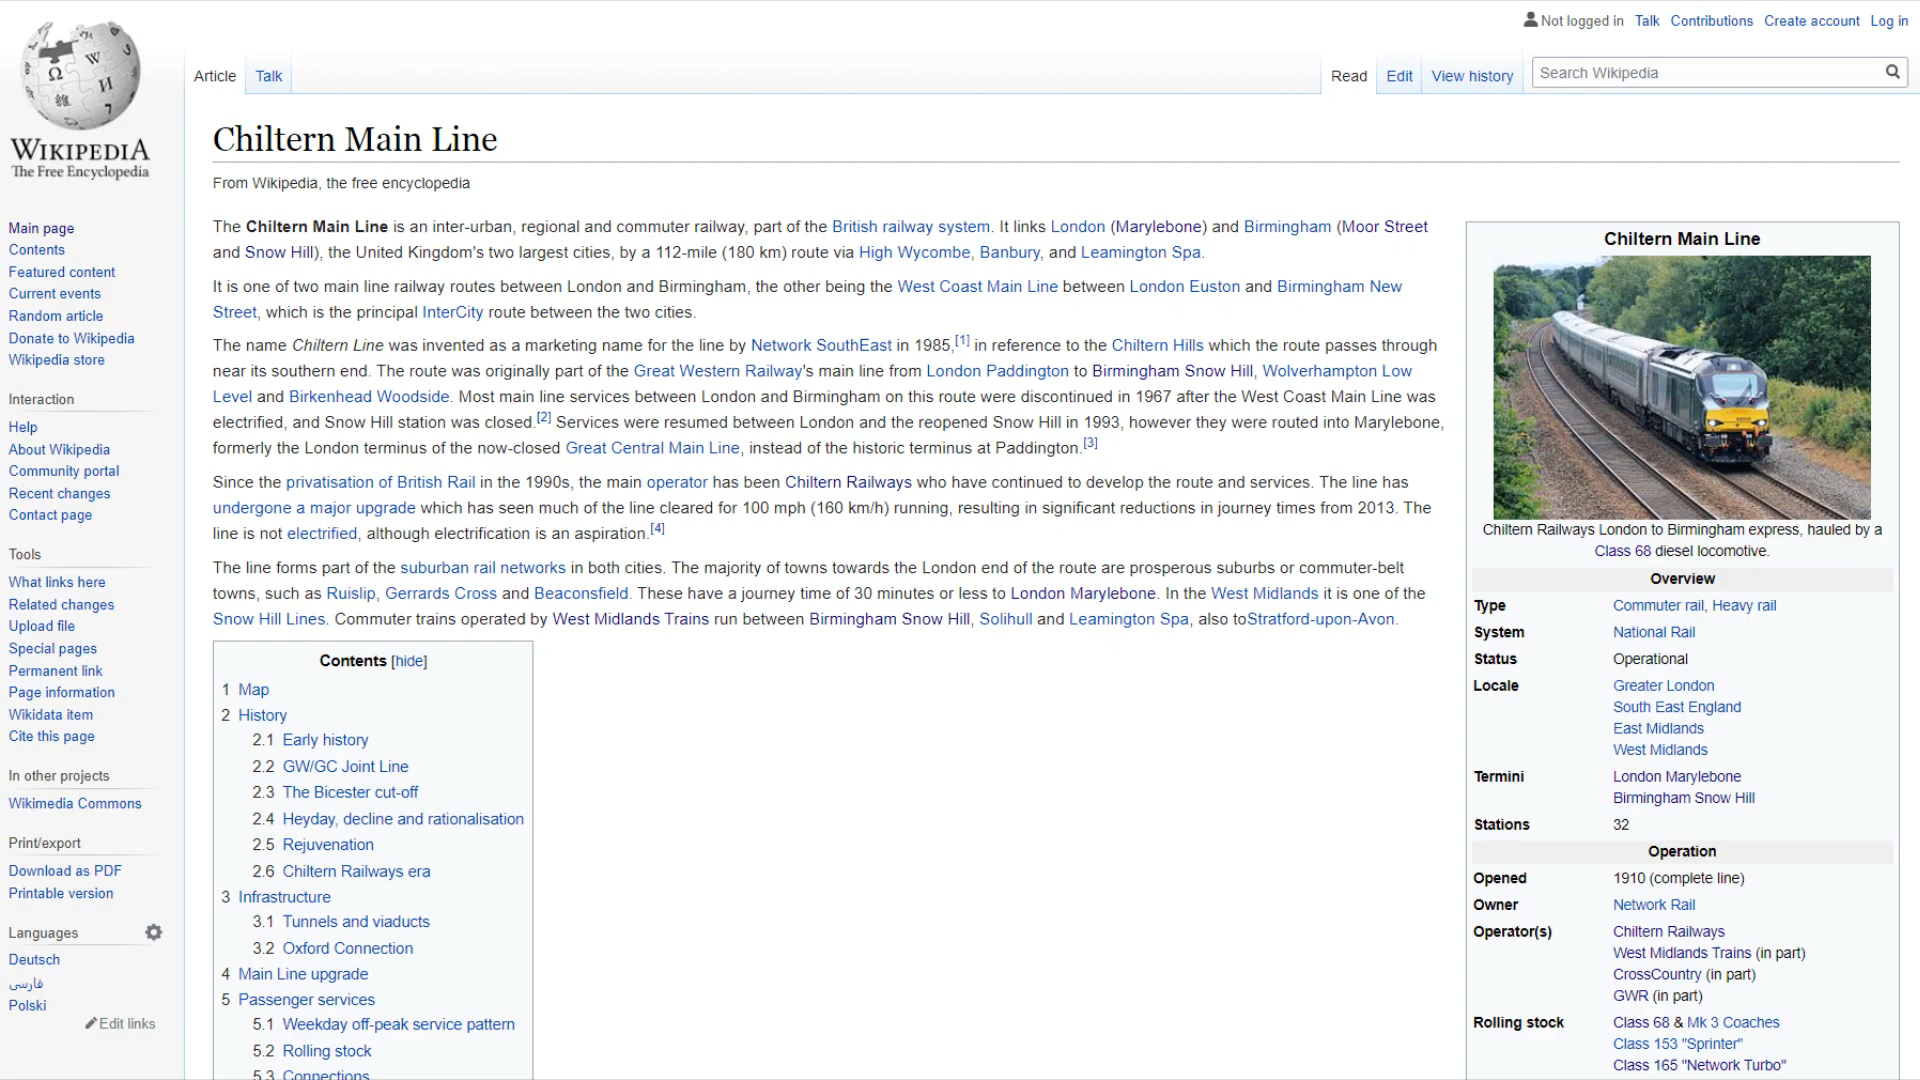 Not logged in Talk Contributions Create account Log in
Article Talk Read Edit View history Search Wikipedia
WIKIPEDIA
The Free Encyclopedia
Main page
Contents
Featured content
Current events
Random article
Donate to Wikipedia
Wikipedia store
Interaction
Help
About Wikipedia
Community portal
Recent changes
Contact page
Tools
What links here
Related changes
Upload file
Special pages
Permanent link
Page information
Wikidata item
Cite this page
In other projects
Wikimedia Commons
Print/export
Download as PDF
Printable version
Languages
Deutsch
فارسی
Polski
Edit links
Chiltern Main Line
From Wikipedia, the free encyclopedia
The Chiltern Main Line is an inter-urban, regional and commuter railway, part of the British railway system. It links London (Marylebone) and Birmingham (Moor Street
and Snow Hill), the United Kingdom's two largest cities, by a 112-mile (180 km) route via High Wycombe, Banbury, and Leamington Spa.
It is one of two main line railway routes between London and Birmingham, the other being the West Coast Main Line between London Euston and Birmingham New
Street, which is the principal InterCity route between the two cities.
The name Chiltern Line was invented as a marketing name for the line by Network SouthEast in 1985,[1] in reference to the Chiltern Hills which the route passes through
near its southern end. The route was originally part of the Great Western Railway's main line from London Paddington to Birmingham Snow Hill, Wolverhampton Low
Level and Birkenhead Woodside. Most main line services between London and Birmingham on this route were discontinued in 1967 after the West Coast Main Line was
electrified, and Snow Hill station was closed.[2] Services were resumed between London and the reopened Snow Hill in 1993, however they were routed into Marylebone,
formerly the London terminus of the now-closed Great Central Main Line, instead of the historic terminus at Paddington.[3]
Since the privatisation of British Rail in the 1990s, the main operator has been Chiltern Railways who have continued to develop the route and services. The line has
undergone a major upgrade which has seen much of the line cleared for 100 mph (160 km/h) running, resulting in significant reductions in journey times from 2013. The
line is not electrified, although electrification is an aspiration.[4]
The line forms part of the suburban rail networks in both cities. The majority of towns towards the London end of the route are prosperous suburbs or commuter-belt
towns, such as Ruislip, Gerrards Cross and Beaconsfield. These have a journey time of 30 minutes or less to London Marylebone. In the West Midlands it is one of the
Snow Hill Lines. Commuter trains operated by West Midlands Trains run between Birmingham Snow Hill, Solihull and Leamington Spa, also toStratford-upon-Avon.
Contents [hide]
1 Map
2 History
2.1 Early history
2.2 GW/GC Joint Line
2.3 The Bicester cut-off
2.4 Heyday, decline and rationalisation
2.5 Rejuvenation
2.6 Chiltern Railways era
3 Infrastructure
3.1 Tunnels and viaducts
3.2 Oxford Connection
4 Main Line upgrade
5 Passenger services
5.1 Weekday off-peak service pattern
5.2 Rolling stock
5.3 Connections
Chiltern Main Line
Chiltern Railways London to Birmingham express, hauled by a
Class 68 diesel locomotive.
Overview
Type Commuter rail, Heavy rail
System National Rail
Status Operational
Locale Greater London
South East England
East Midlands
West Midlands
Termini London Marylebone
Birmingham Snow Hill
Stations 32
Operation
Opened 1910 (complete line)
Owner Network Rail
Operator(s) Chiltern Railways
West Midlands Trains (in part)
CrossCountry (in part)
GWR (in part)
Rolling stock Class 68 & Mk 3 Coaches
Class 153 "Sprinter"
Class 165 "Network Turbo"